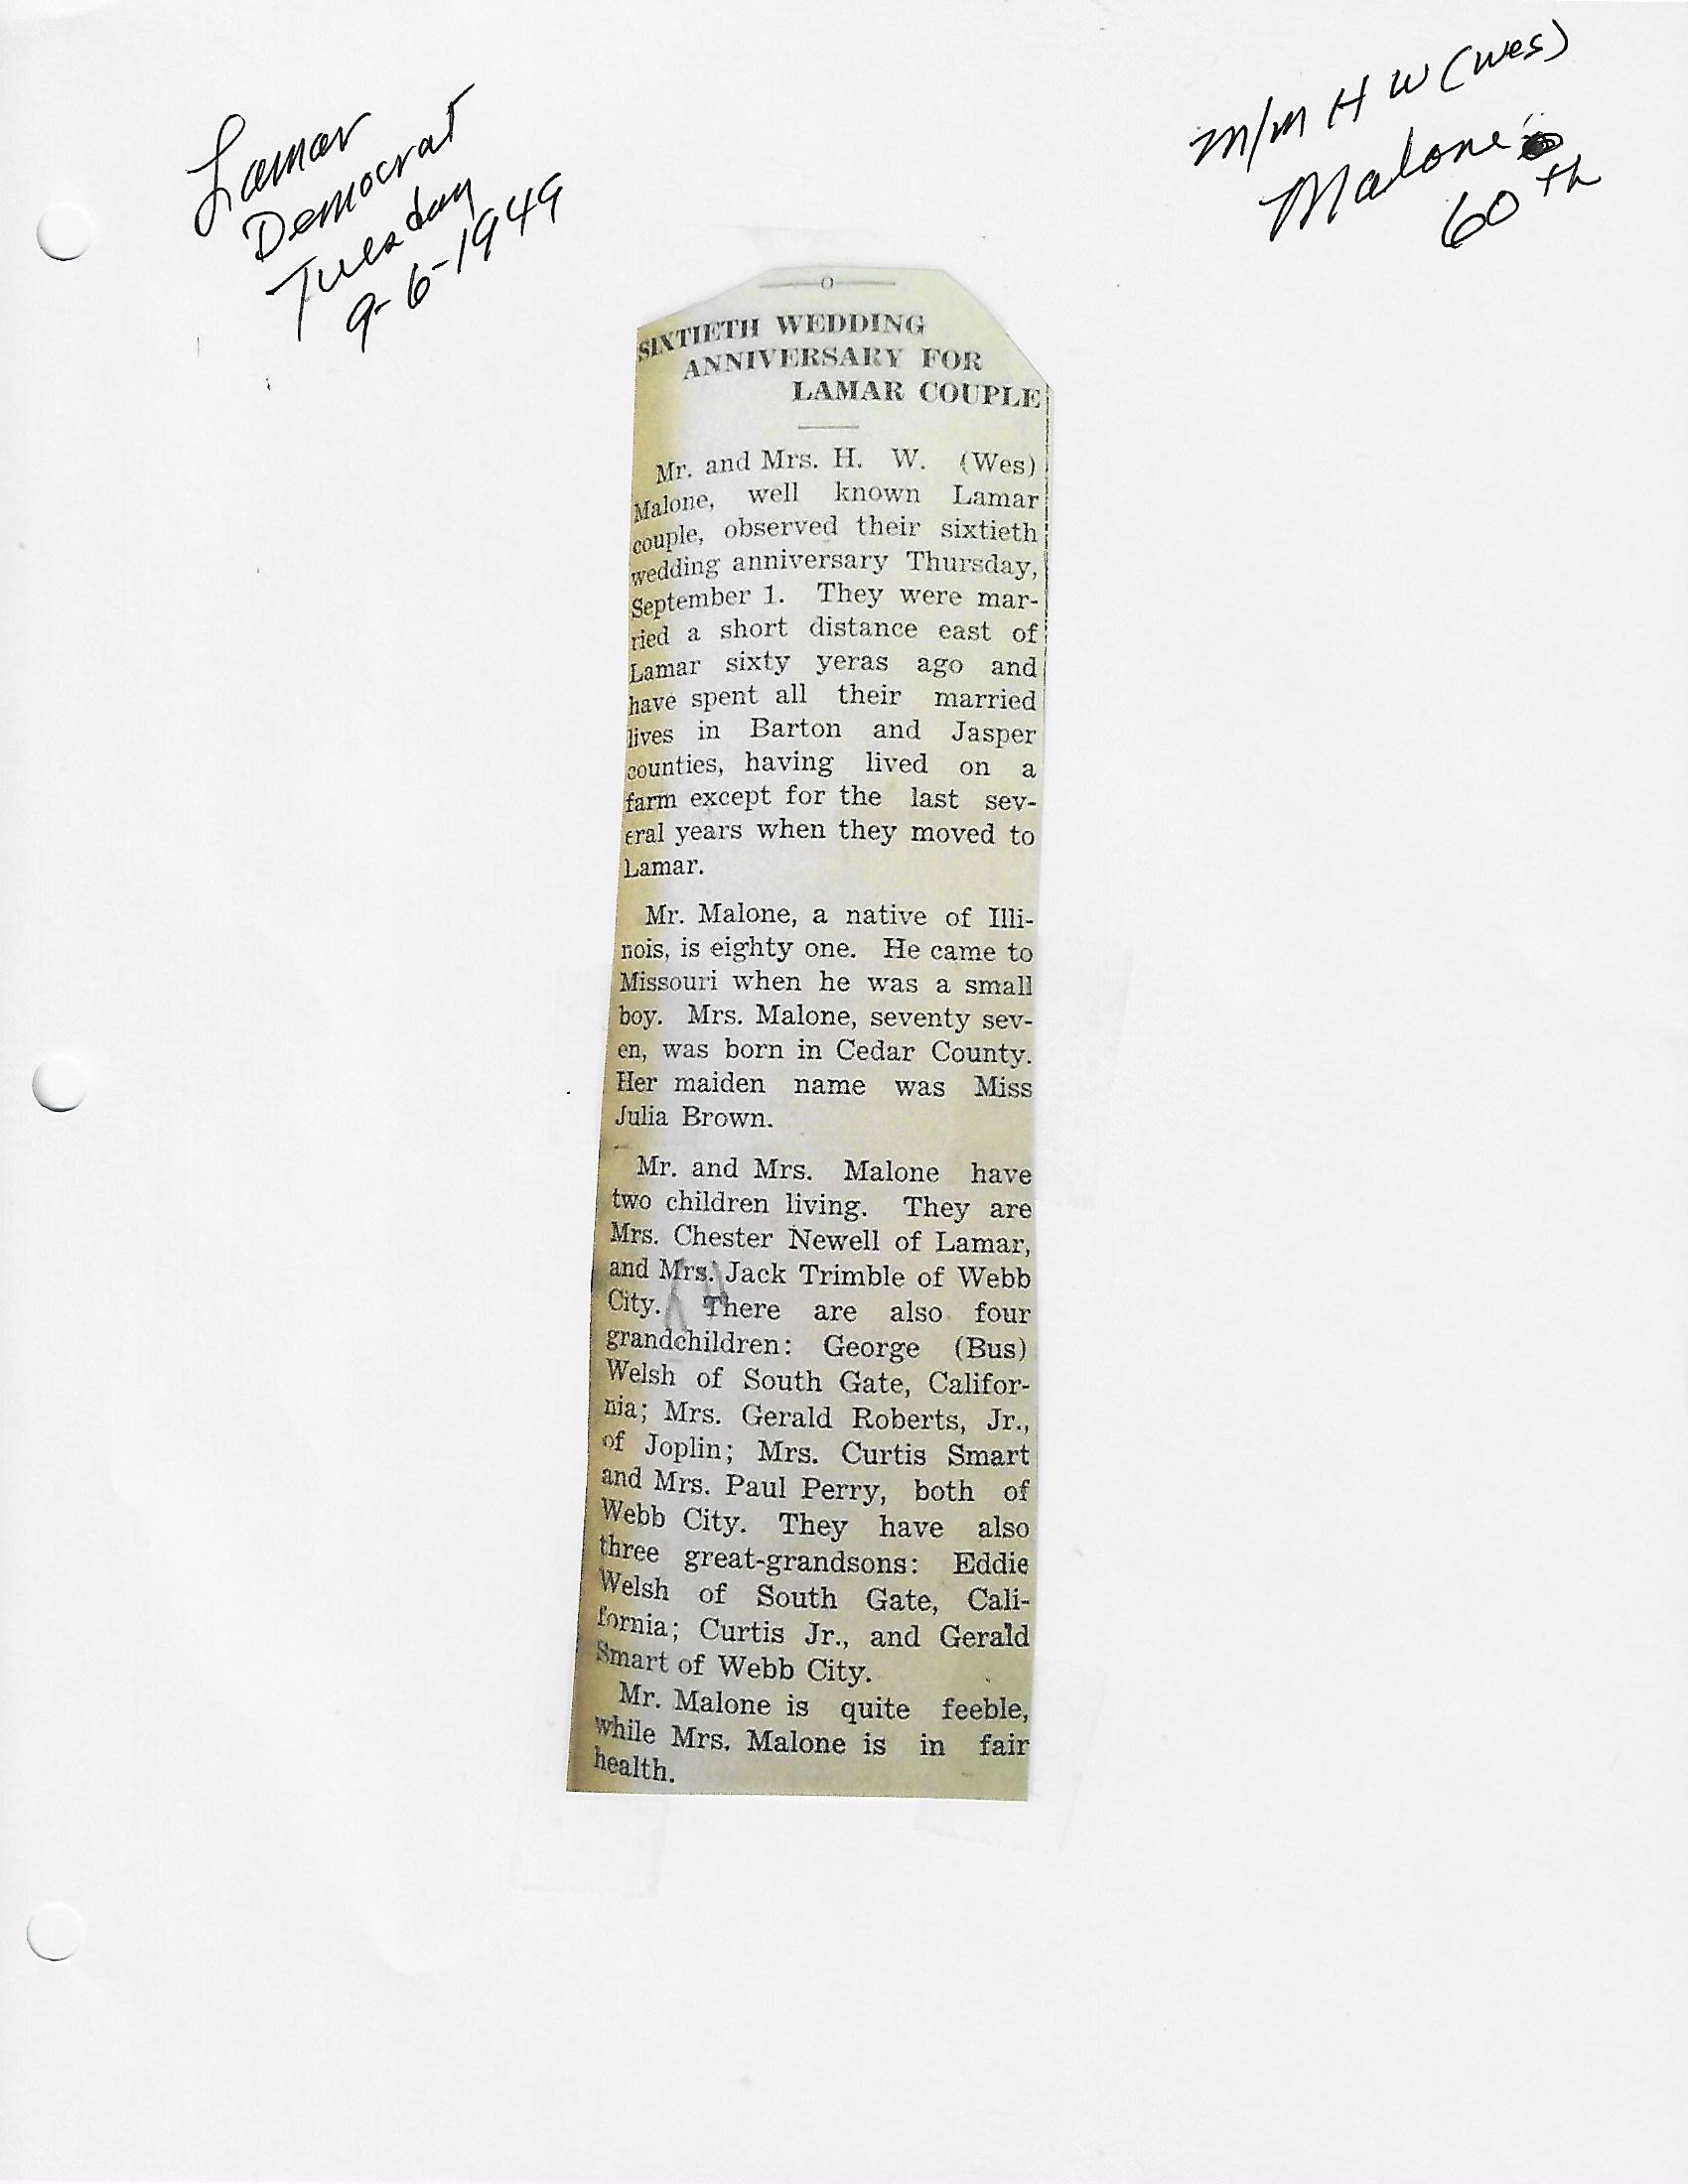 Lamar
Democrat
Tuesday
9-6-1949
M/M H W (Wes)
Malone
60th
SIXTIETH WEDDING
ANNIVERSARY FOR
LAMAR COUPLE
Mr. and Mrs. H. W. (Wes)
Malone, well known Lamar
couple, observed their sixtieth
wedding anniversary Thursday,
September 1. They were mar-
ried a short distance east of
Lamar sixty yeras ago and
have spent all their married
lives in Barton and Jasper
counties, having lived on a
farm except for the last sev-
eral years when they moved to
Lamar.
Mr. Malone, a native of Illi-
nois, is eighty one. He came to
Missouri when he was a small
boy. Mrs. Malone, seventy sev-
en, was born in Cedar County.
Her maiden name was Miss
Julia Brown.
Mr. and Mrs. Malone have
two children living. They are
Mrs. Chester Newell of Lamar,
and Mrs. Jack Trimble of Webb
City. There are also four
grandchildren: George (Bus)
Welsh of South Gate, Califor-
nia; Mrs. Gerald Roberts, Jr.,
of Joplin; Mrs. Curtis Smart
and Mrs. Paul Perry, both of
Webb City. They have also
three great-grandsons: Eddie
Welsh of South Gate, Cali-
fornia; Curtis Jr., and Gerald
Smart of Webb City.
Mr. Malone is quite feeble,
while Mrs. Malone is in fair
health.